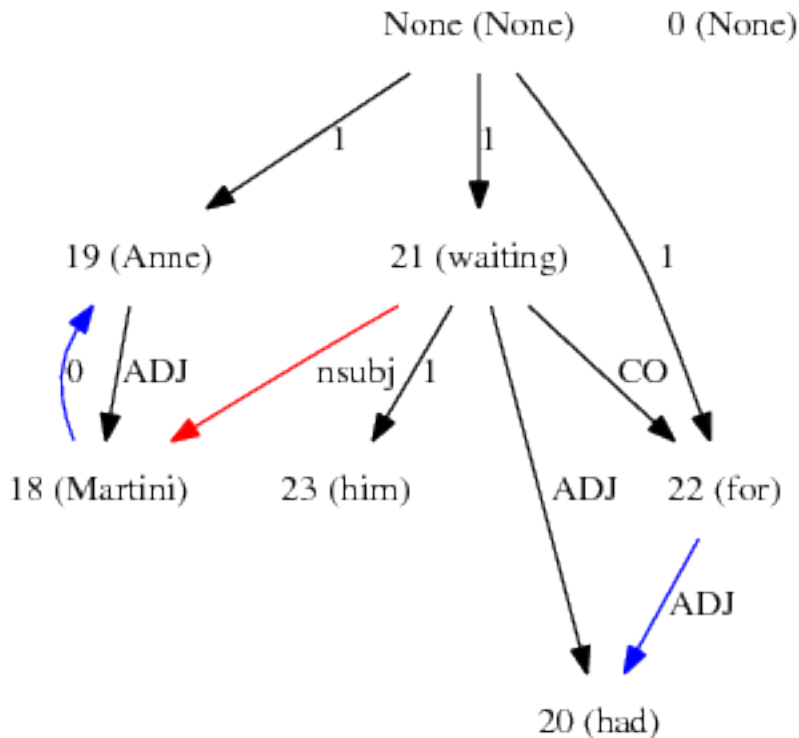 None (None) 0 (None)
1 1
19 (Anne) 21 (waiting) 1
0 ADJ nsubj 1 CO
18 (Martini) 23 (him) ADJ 22 (for)
ADJ
20 (had)